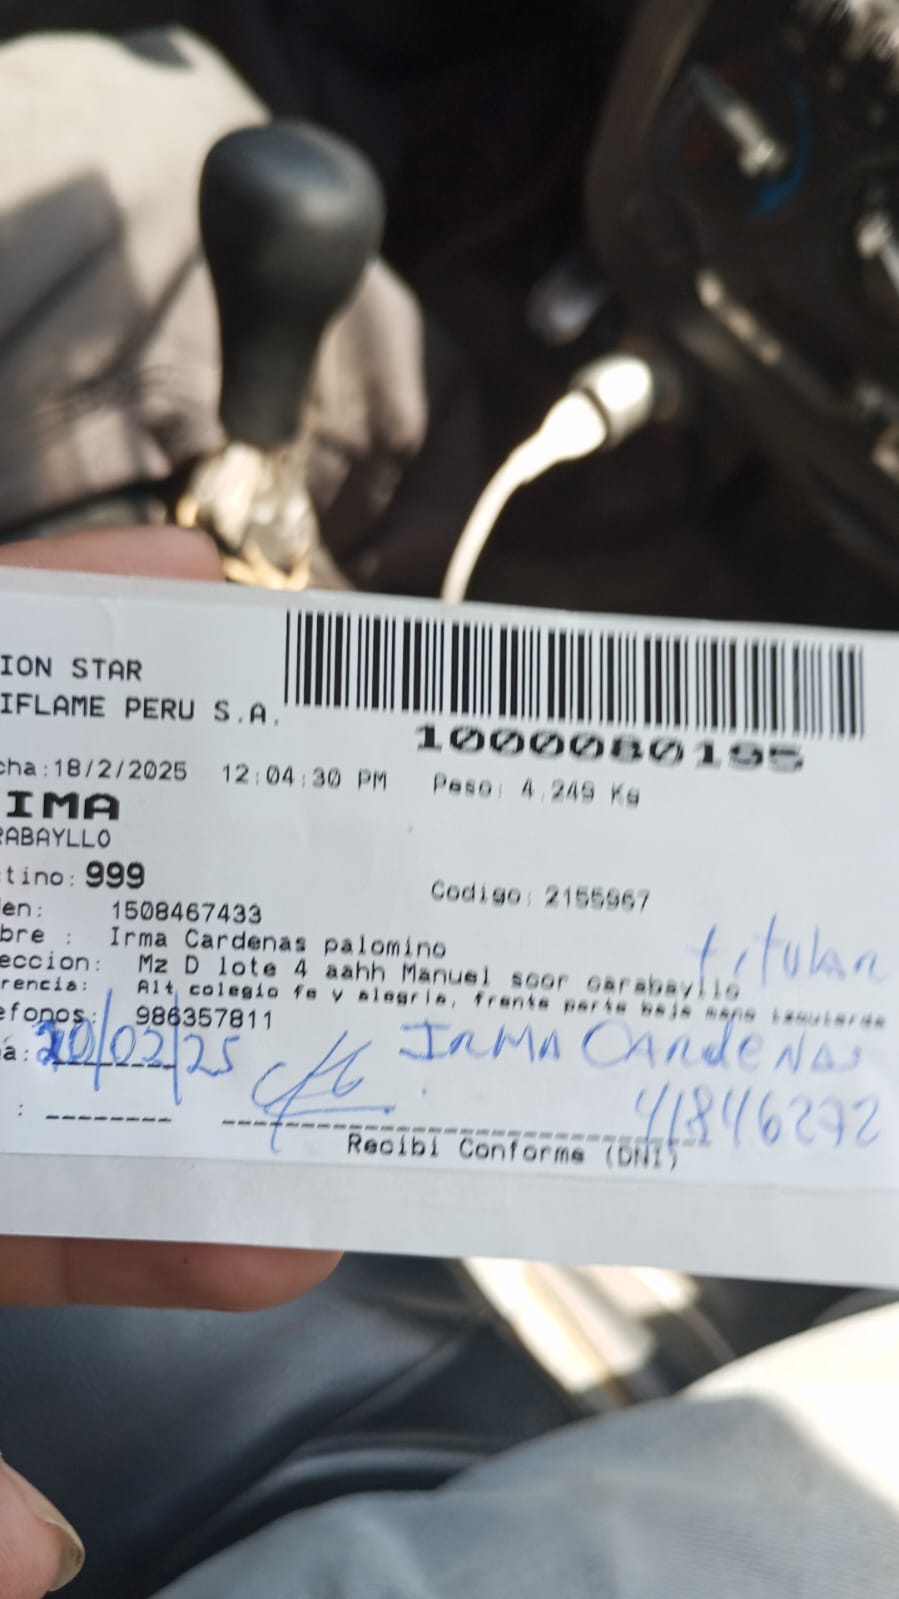 ION STAR
IFLAME PERU S.A.
1000080195
cha:18/2/2025 12:04:30 PM
Peso: 4.249 Kg
IMA
RABAYLLO
tino: 999
Codigo: 2155967
en: 1508467433
bre : Irma Cardenas palomino
titular
eccion: Mz D lote 4 aahh Manuel scor carabayllo
rencia: Alt colegio fe y alegria, frente parte baja mano izquierda
efonos: 986357811
a: 20/02/25
IRMA CARDENAS
41846272
:
Recibi Conforme (DNI)